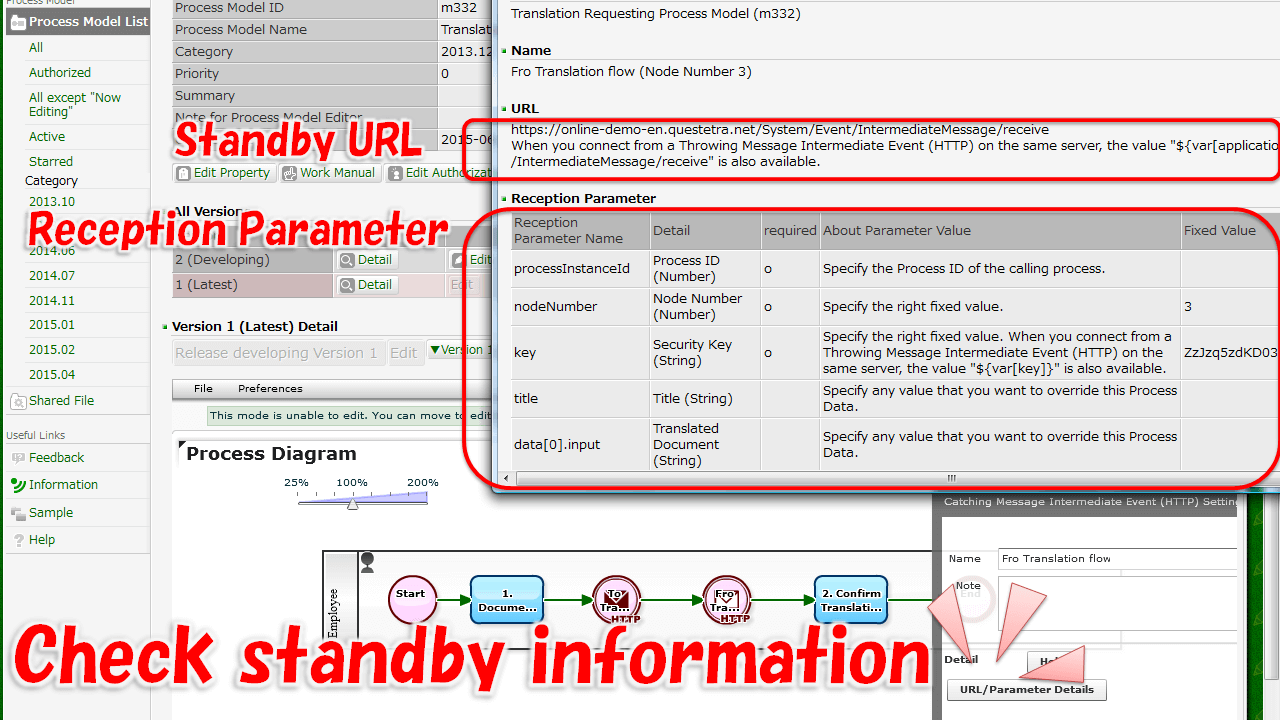 Process Model
Process Model List
All
Authorized
All except "Now
Editing"
Active
Starred
Category
2013.10
2014.06
2014.07
2014.11
2015.01
2015.02
2015.04
Shared File
Useful Links
Feedback
Information
Sample
Help
Process Model ID m332
Process Model Name Translat
Category 2013.12
Priority 0
Summary
Note for Process Model Editor
2015-06
Standby URL
Edit Property Work Manual Edit Authorizat
All Version
Reception Parameter
2 (Developing) Detail Edit
1 (Latest) Detail Edit
Version 1 (Latest) Detail
Release developing Version 1 Edit ▼Version 1
File Preferences
This mode is unable to edit. You can move to edit
Process Diagram
25% 100% 200%
Employee
Start
1.
Docume...
To
Tra...
HTTP
Fro
Tra...
HTTP
2. Confirm
Translati...
End
Translation Requesting Process Model (m332)
Name
Fro Translation flow (Node Number 3)
URL
https://online-demo-en.questetra.net/System/Event/IntermediateMessage/receive
When you connect from a Throwing Message Intermediate Event (HTTP) on the same server, the value "${var[applicatio
/IntermediateMessage/receive" is also available.
Reception Parameter
Reception
Parameter Name Detail required About Parameter Value Fixed Value
processInstanceId Process ID
(Number) o Specify the Process ID of the calling process.
nodeNumber Node Number
(Number) o Specify the right fixed value. 3
key Security Key
(String) o Specify the right fixed value. When you connect from a
Throwing Message Intermediate Event (HTTP) on the
same server, the value "${var[key]}" is also available. ZzJzq5zdKD03
title Title (String) Specify any value that you want to override this Process
Data.
data[0].input Translated
Document
(String) Specify any value that you want to override this Process
Data.
Catching Message Intermediate Event (HTTP) Setting
Name Fro Translation flow
Note
Detail
URL/Parameter Details
Check standby information